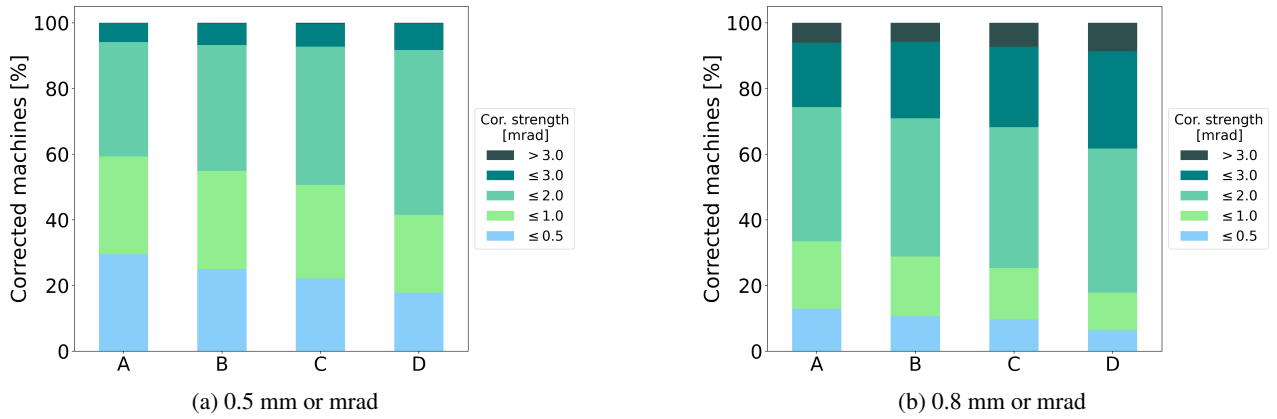 Corrected machines [%]
100
80
60
40
20
0
A B C D
Cor. strength
[mrad]
> 3.0
≤ 3.0
≤ 2.0
≤ 1.0
≤ 0.5
(a) 0.5 mm or mrad
Corrected machines [%]
100
80
60
40
20
0
A B C D
Cor. strength
[mrad]
> 3.0
≤ 3.0
≤ 2.0
≤ 1.0
≤ 0.5
(b) 0.8 mm or mrad